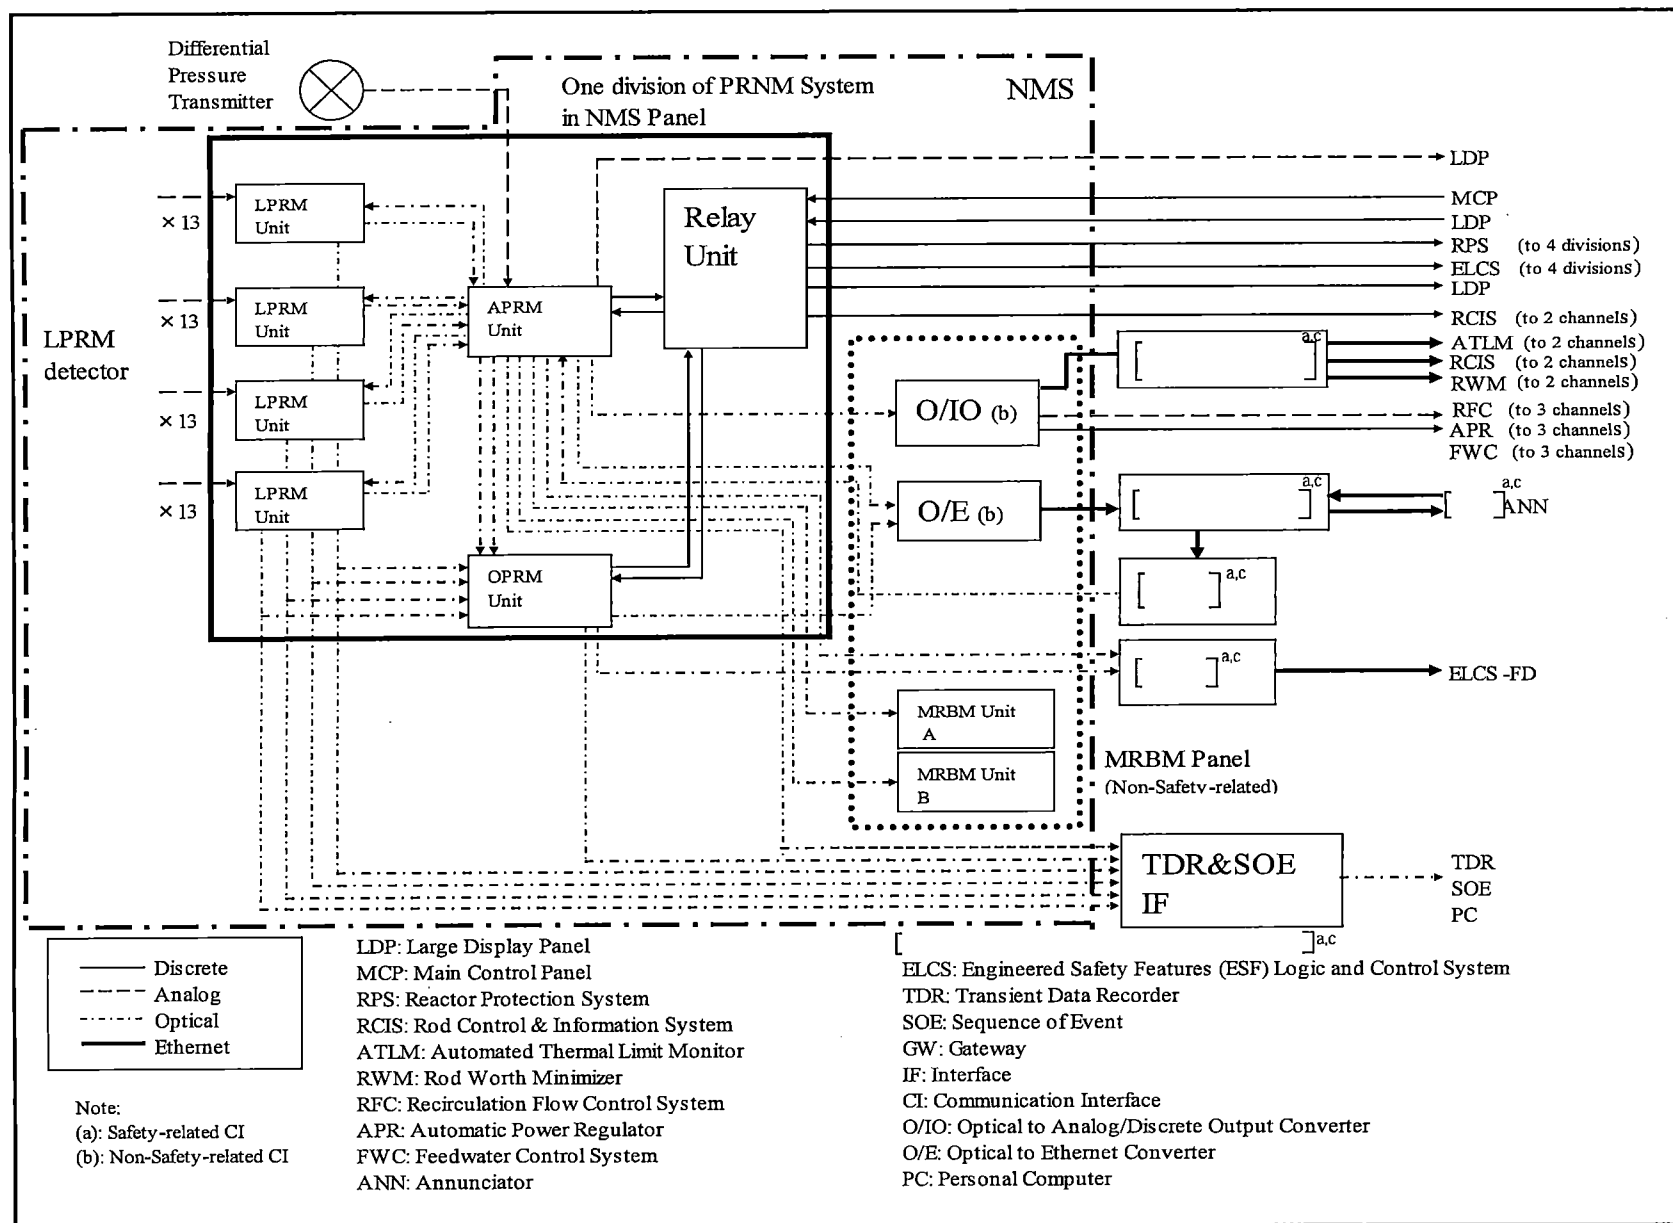 Differential
Pressure
Transmitter
One division of PRNM System
in NMS Panel
NMS
LPRM
detector
× 13
× 13
× 13
× 13
LPRM
Unit
LPRM
Unit
LPRM
Unit
LPRM
Unit
APRM
Unit
OPRM
Unit
Relay
Unit
O/IO (b)
O/E (b)
MRBM Unit
A
MRBM Unit
B
MRBM Panel
(Non-Safety-related)
TDR&SOE
IF
[ ]a,c
[ ]a,c
[ ]a,c
[ ]a,c
LDP
MCP
LDP
RPS (to 4 divisions)
ELCS (to 4 divisions)
LDP
RCIS (to 2 channels)
ATLM (to 2 channels)
RCIS (to 2 channels)
RWM (to 2 channels)
RFC (to 3 channels)
APR (to 3 channels)
FWC (to 3 channels)
[ ]a,c ANN
ELCS -FD
TDR
SOE
PC
Discrete
Analog
Optical
Ethernet
Note:
(a): Safety-related CI
(b): Non-Safety-related CI
LDP: Large Display Panel
MCP: Main Control Panel
RPS: Reactor Protection System
RCIS: Rod Control & Information System
ATLM: Automated Thermal Limit Monitor
RWM: Rod Worth Minimizer
RFC: Recirculation Flow Control System
APR: Automatic Power Regulator
FWC: Feedwater Control System
ANN: Annunciator
[ ]a,c
ELCS: Engineered Safety Features (ESF) Logic and Control System
TDR: Transient Data Recorder
SOE: Sequence of Event
GW: Gateway
IF: Interface
CI: Communication Interface
O/IO: Optical to Analog/Discrete Output Converter
O/E: Optical to Ethernet Converter
PC: Personal Computer